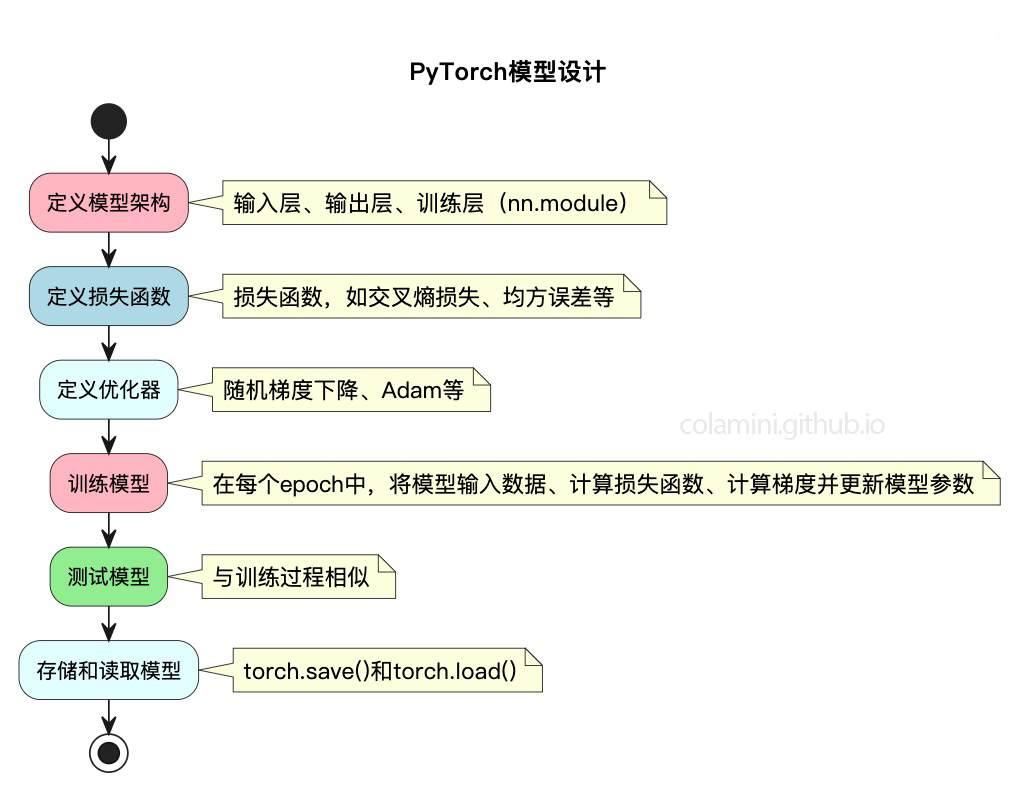 PyTorch模型设计
定义模型架构
输入层、输出层、训练层（nn.module）
定义损失函数
损失函数，如交叉熵损失、均方误差等
定义优化器
随机梯度下降、Adam等
colamini.github.io
训练模型
在每个epoch中，将模型输入数据、计算损失函数、计算梯度并更新模型参数
测试模型
与训练过程相似
存储和读取模型
torch.save()和torch.load()